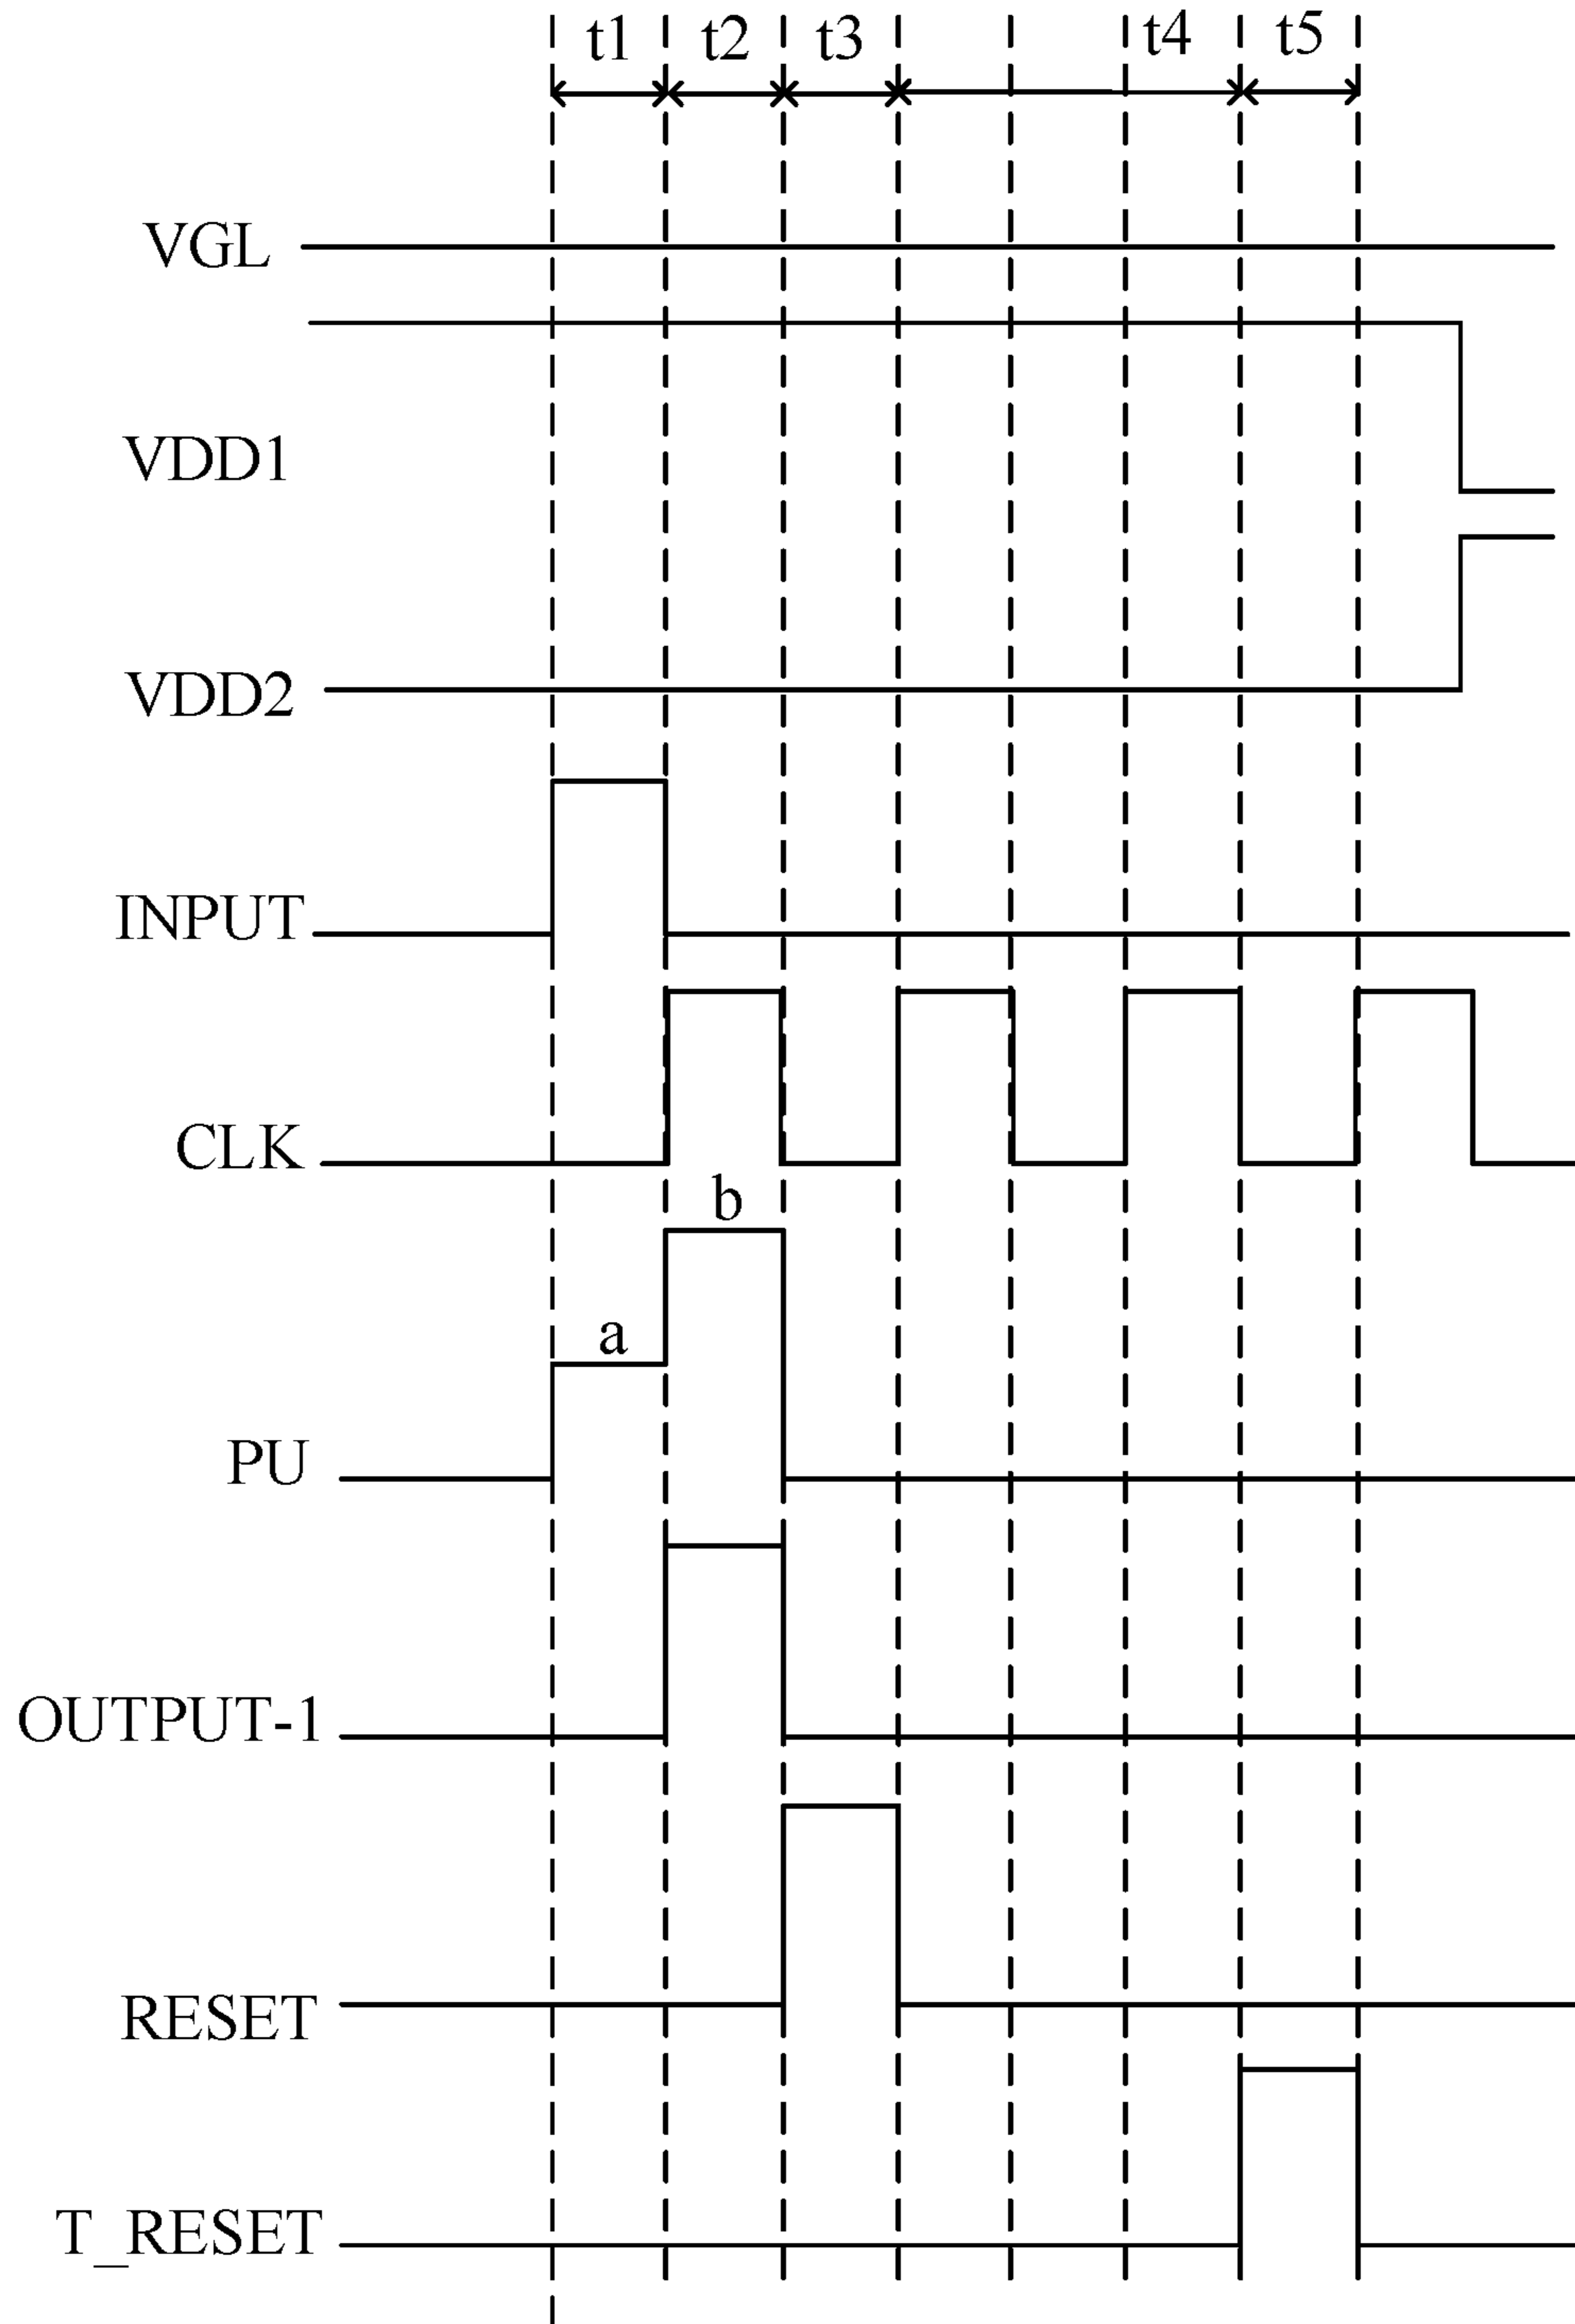 t1 t2 t3 t4 t5
VGL
VDD1
VDD2
INPUT
CLK
b
a
PU
OUTPUT-1
RESET
T_RESET